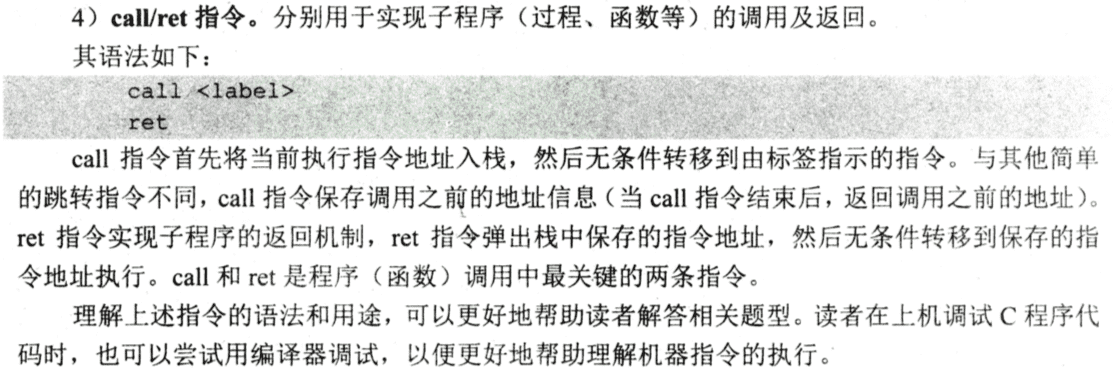 4）call/ret 指令。分别用于实现子程序（过程、函数等）的调用及返回。
其语法如下：
call <label>
ret
call 指令首先将当前执行指令地址入栈，然后无条件转移到由标签指示的指令。与其他简单
的跳转指令不同，call 指令保存调用之前的地址信息（当 call 指令结束后，返回调用之前的地址）。
ret 指令实现子程序的返回机制，ret 指令弹出栈中保存的指令地址，然后无条件转移到保存的指
令地址执行。call 和 ret 是程序（函数）调用中最关键的两条指令。
理解上述指令的语法和用途，可以更好地帮助读者解答相关题型。读者在上机调试 C 程序代
码时，也可以尝试用编译器调试，以便更好地帮助理解机器指令的执行。